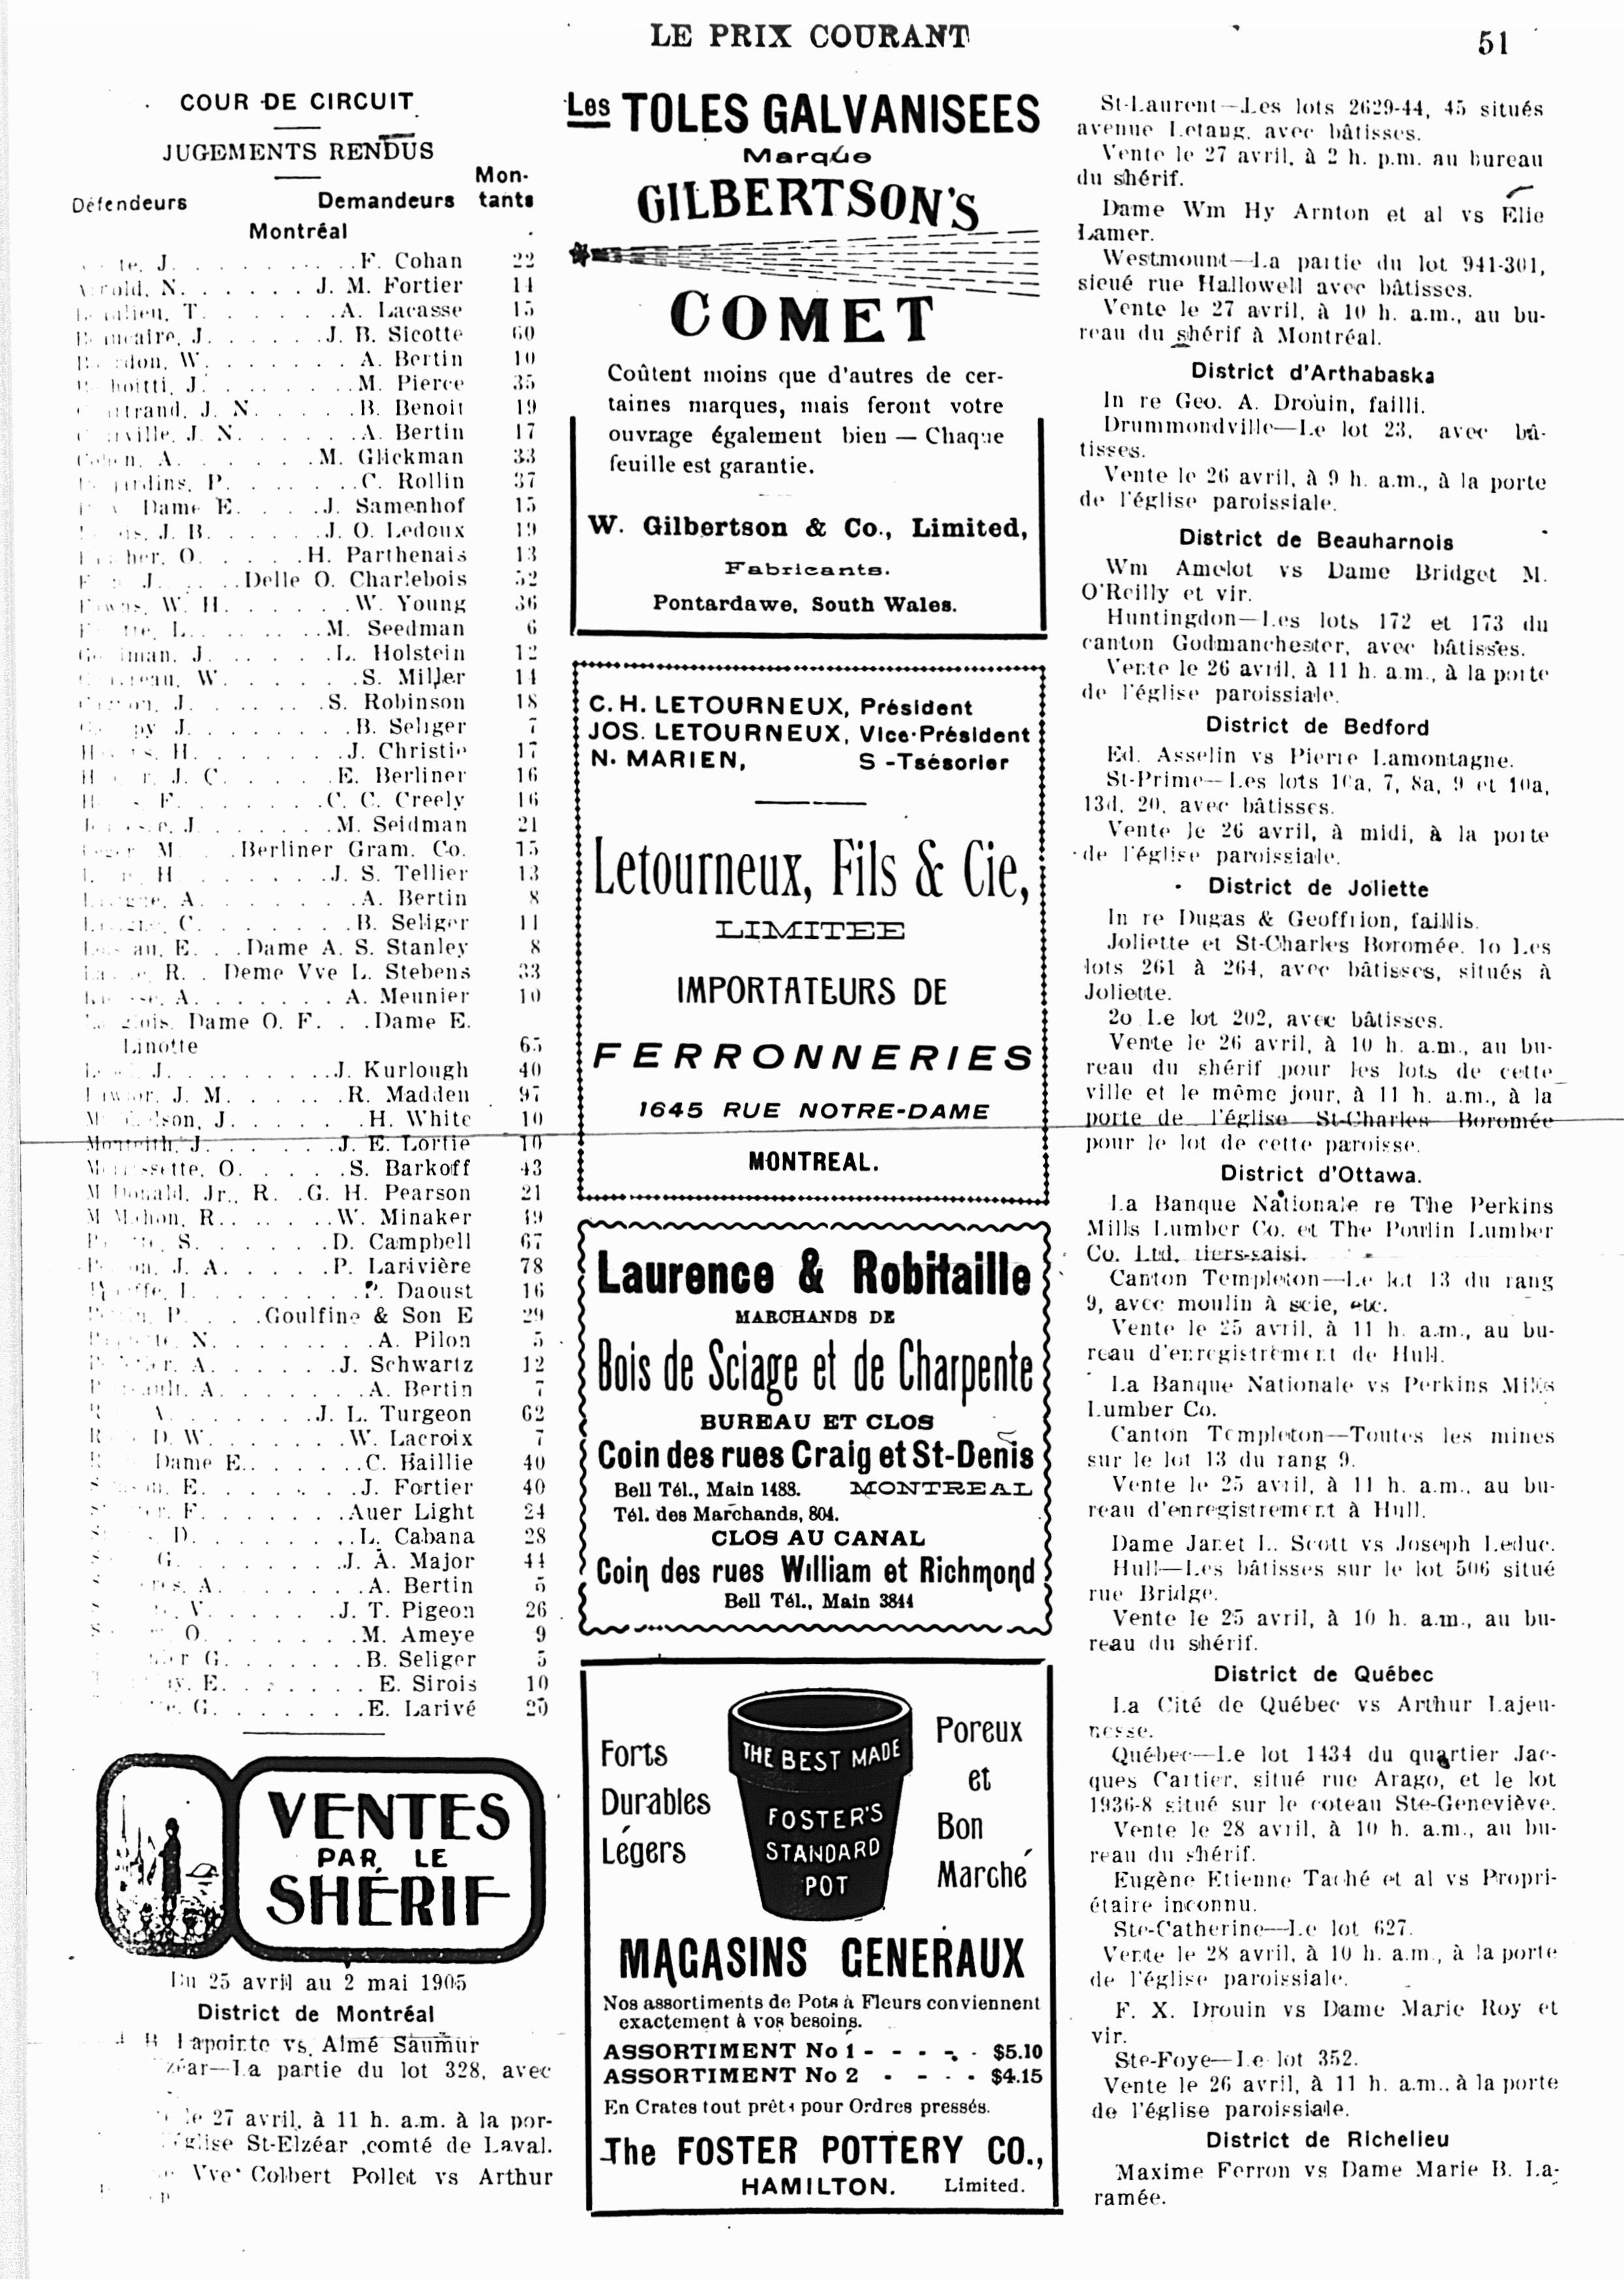 LE PRIX COURANT
51
COUR DE CIRCUIT
JUGEMENTS RENDUS
Défendeurs Demandeurs Mon-
tants
Montréal
J. . . . . . . . . .F. Cohan 22
N. . . . . . . J. M. Fortier 14
T. . . . . . .A. Lacasse 15
J. . . . . . .J. B. Sicotte 60
W. . . . . . . . A. Bertin 10
J. . . . . . . .M. Pierce 35
J. N. . . . . .B. Benoit 19
J. N. . . . . . .A. Bertin 17
A. . . . . . .M. Glickman 33
P. . . . . . . .C. Rollin 37
Dame E. . . . .J. Samenhof 15
J. B. . . . . . .J. O. Ledoux 19
O. . . . . .H. Parthenais 13
J. . . . .Delle O. Charlebois 52
W. H. . . . . . .W. Young 36
L. . . . . . . .M. Seedman 6
J. . . . . . .L. Holstein 12
W. . . . . . .S. Miller 14
J. . . . . . . .S. Robinson 18
J. . . . . . . . .B. Seliger 7
H. . . . . . . .J. Christie 17
J. C. . . . . .E. Berliner 16
F. . . . . . . .C. C. Creely 16
J. . . . . . . .M. Seidman 21
M. . . .Berliner Gram. Co. 15
H. . . . . . . .J. S. Tellier 13
A. . . . . . . .A. Bertin 8
C. . . . . . . .B. Seliger 11
E. . . .Dame A. S. Stanley 8
R. . . Deme Vve L. Stebens 33
A. . . . . . . . A. Meunier 10
Dame O. F. . . .Dame E.
Linotte 65
J. . . . . . . . .J. Kurlough 40
J. M. . . . . . .R. Madden 97
J. . . . . . .H. White 10
Monteith, J. . . . . . .J. E. Lortie 10
O. . . . . .S. Barkoff 43
Jr., R. .G. H. Pearson 21
R. . . . . . .W. Minaker 49
S. . . . . . . .D. Campbell 67
J. A. . . . . .P. Larivière 78
. . . . . . . P. Daoust 16
P. . . . .Goulfine & Son E 29
N. . . . . . . . .A. Pilon 5
A. . . . . . .J. Schwartz 12
A. . . . . . . .A. Bertin 7
. . . . . . .J. L. Turgeon 62
D. W. . . . . . . .W. Lacroix 7
Dame E. . . . . . .C. Baillie 40
E. . . . . . . .J. Fortier 40
F. . . . . . . .Auer Light 24
D. . . . . . . . .L. Cabana 28
G. . . . . . . .J. A. Major 44
A. . . . . . . .A. Bertin 5
V. . . . . . .J. T. Pigeon 26
O. . . . . . . .M. Ameye 9
G. . . . . . . .B. Seliger 5
E. . . . . . . . E. Sirois 10
G. . . . . . . .E. Larivé 25
VENTES
PAR LE
SHÉRIF
Du 25 avril au 2 mai 1905
District de Montréal
B Lapointe vs. Aimé Saumur
La partie du lot 328, avec
le 27 avril, à 11 h. a.m. à la por-
St-Elzéar ,comté de Laval.
Vve Colbert Pollet vs Arthur
Les TOLES GALVANISEES
Marque
GILBERTSON'S
COMET
Coûtent moins que d'autres de cer-
taines marques, mais feront votre
ouvrage également bien — Chaque
feuille est garantie.
W. Gilbertson & Co., Limited,
Fabricants.
Pontardawe, South Wales.
C. H. LETOURNEUX, Président
JOS. LETOURNEUX, Vice-Président
N. MARIEN, S -Tsésorier
Letourneux, Fils & Cie,
LIMITEE
IMPORTATEURS DE
FERRONNERIES
1645 RUE NOTRE-DAME
MONTREAL.
Laurence & Robitaille
MARCHANDS DE
Bois de Sciage et de Charpente
BUREAU ET CLOS
Coin des rues Craig et St-Denis
Bell Tél., Main 1488. MONTREAL
Tél. des Marchands, 804.
CLOS AU CANAL
Coin des rues William et Richmond
Bell Tél., Main 3844
Forts
Durables
Légers
THE BEST MADE
FOSTER'S
STANDARD
POT
Poreux
et
Bon
Marché
MAGASINS GENERAUX
Nos assortiments de Pots à Fleurs conviennent
exactement à vos besoins.
ASSORTIMENT No 1 - - - - - $5.10
ASSORTIMENT No 2 - - - - $4.15
En Crates tout prêts pour Ordres pressés.
The FOSTER POTTERY CO.,
HAMILTON. Limited.
St-Laurent—Les lots 2629-44, 45 situés
avenue Letang, avec bâtisses.
Vente le 27 avril, à 2 h. p.m. au bureau
du shérif.
Dame Wm Hy Arnton et al vs Elie
Lamer.
Westmount—La partie du lot 941-301,
situé rue Hallowell avec bâtisses.
Vente le 27 avril, à 10 h. a.m., au bu-
reau du shérif à Montréal.
District d'Arthabaska
In re Geo. A. Drouin, failli.
Drummondville—Le lot 23, avec bâ-
tisses.
Vente le 26 avril, à 9 h. a.m., à la porte
de l'église paroissiale.
District de Beauharnois
Wm Amelot vs Dame Bridget M.
O'Reilly et vir.
Huntingdon—Les lots 172 et 173 du
canton Godmanchester, avec bâtisses.
Vente le 26 avril, à 11 h. a.m., à la porte
de l'église paroissiale.
District de Bedford
Ed. Asselin vs Pierre Lamontagne.
St-Prime—Les lots 10a, 7, 8a, 9 et 10a,
13d, 20, avec bâtisses.
Vente le 26 avril, à midi, à la porte
de l'église paroissiale.
District de Joliette
In re Dugas & Geoffrion, faillis.
Joliette et St-Charles Boromée. 1o Les
lots 261 à 264, avec bâtisses, situés à
Joliette.
2o Le lot 202, avec bâtisses.
Vente le 26 avril, à 10 h. a.m., au bu-
reau du shérif pour les lots de cette
ville et le même jour, à 11 h. a.m., à la
porte de l'église St-Charles Boromée
pour le lot de cette paroisse.
District d'Ottawa.
La Banque Nationale re The Perkins
Mills Lumber Co. et The Poulin Lumber
Co. Ltd, tiers-saisi.
Canton Templeton—Le lot 13 du rang
9, avec moulin à scie, etc.
Vente le 25 avril, à 11 h. a.m., au bu-
reau d'enregistrement de Hull.
La Banque Nationale vs Perkins Mills
Lumber Co.
Canton Templeton—Toutes les mines
sur le lot 13 du rang 9.
Vente le 25 avril, à 11 h. a.m. au bu-
reau d'enregistrement à Hull.
Dame Janet L. Scott vs Joseph Leduc.
Hull—Les bâtisses sur le lot 506 situé
rue Bridge.
Vente le 25 avril, à 10 h. a.m., au bu-
reau du shérif.
District de Québec
La Cité de Québec vs Arthur Lajeu-
nesse.
Québec—Le lot 1434 du quartier Jac-
ques Cartier, situé rue Arago, et le lot
1936-8 situé sur le coteau Ste-Geneviève.
Vente le 28 avril, à 10 h. a.m., au bu-
reau du shérif.
Eugène Etienne Taché et al vs Propri-
étaire inconnu.
Ste-Catherine—Le lot 627.
Vente le 28 avril, à 10 h. a.m., à la porte
de l'église paroissiale.
F. X. Drouin vs Dame Marie Roy et
vir.
Ste-Foye—Le lot 352.
Vente le 26 avril, à 11 h. a.m.. à la porte
de l'église paroissiale.
District de Richelieu
Maxime Ferron vs Dame Marie B. La-
ramée.